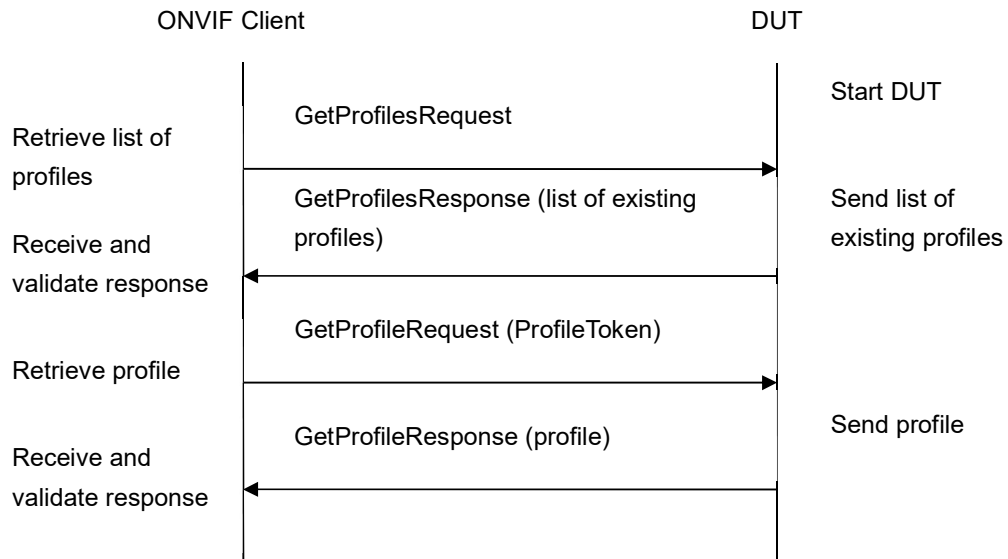 ONVIF Client
DUT
Start DUT
GetProfilesRequest
Retrieve list of
profiles
GetProfilesResponse (list of existing
profiles)
Send list of
existing profiles
Receive and
validate response
GetProfileRequest (ProfileToken)
Retrieve profile
GetProfileResponse (profile)
Send profile
Receive and
validate response